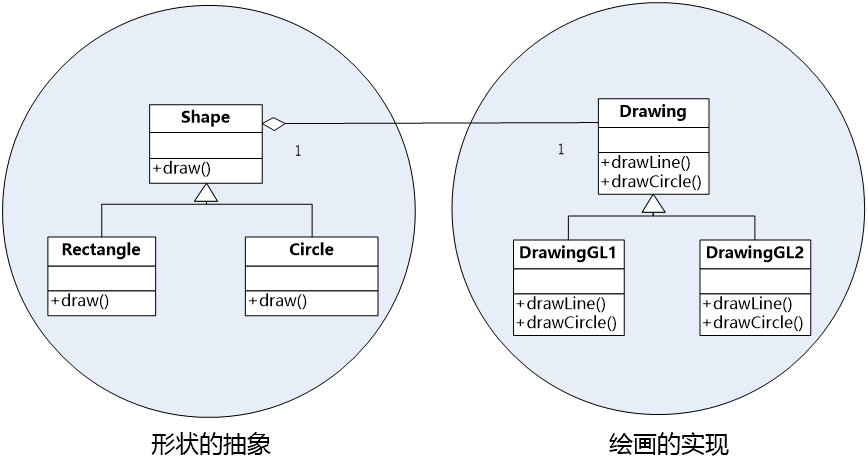 Shape
+draw()
1
Rectangle
+draw()
Circle
+draw()
形状的抽象
Drawing
+drawLine()
+drawCircle()
1
DrawingGL1
+drawLine()
+drawCircle()
DrawingGL2
+drawLine()
+drawCircle()
绘画的实现